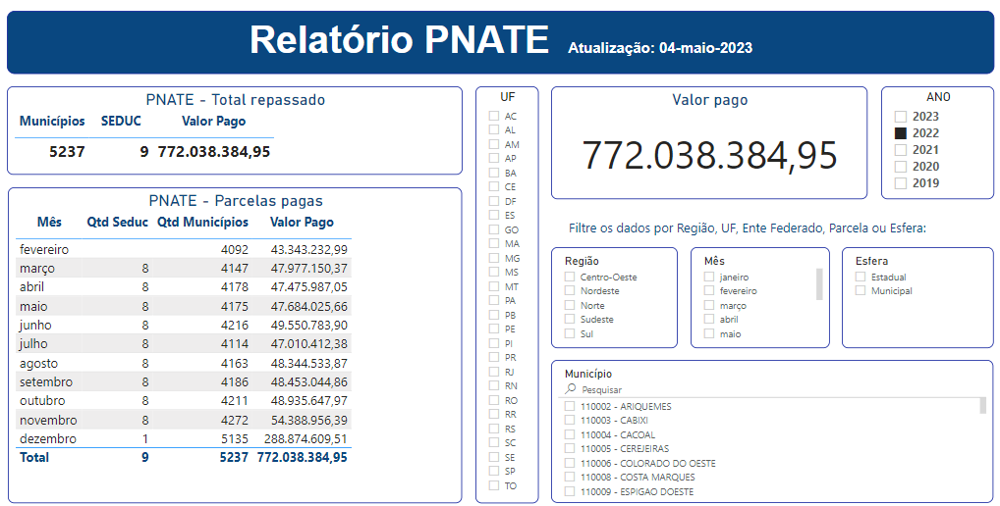 Relatório PNATE Atualização: 04-maio-2023
PNATE - Total repassado
Municípios SEDUC Valor Pago
5237 9 772.038.384,95
PNATE - Parcelas pagas
Mês Qtd Seduc Qtd Municípios Valor Pago
fevereiro 4092 43.343.232,99
março 8 4147 47.977.150,37
abril 8 4178 47.475.987,05
maio 8 4175 47.684.025,66
junho 8 4216 49.550.783,90
julho 8 4114 47.010.412,38
agosto 8 4163 48.344.533,87
setembro 8 4186 48.453.044,86
outubro 8 4211 48.935.647,97
novembro 8 4272 54.388.956,39
dezembro 1 5135 288.874.609,51
Total 9 5237 772.038.384,95
UF
AC
AL
AM
AP
BA
CE
DF
ES
GO
MA
MG
MS
MT
PA
PB
PE
PI
PR
RJ
RN
RO
RR
RS
SC
SE
SP
TO
Valor pago
772.038.384,95
ANO
2023
2022
2021
2020
2019
Filtre os dados por Região, UF, Ente Federado, Parcela ou Esfera:
Região
Centro-Oeste
Nordeste
Norte
Sudeste
Sul
Mês
janeiro
fevereiro
março
abril
maio
Esfera
Estadual
Municipal
Município
Pesquisar
110002 - ARIQUEMES
110003 - CABIXI
110004 - CACOAL
110005 - CEREJEIRAS
110006 - COLORADO DO OESTE
110008 - COSTA MARQUES
110009 - ESPIGAO DOESTE